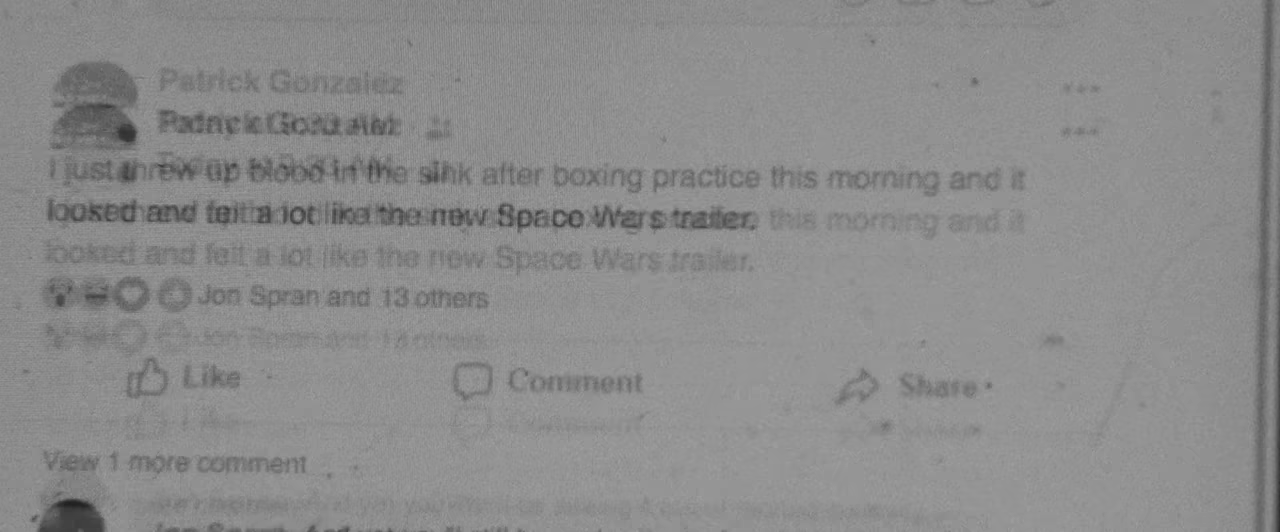 Patrick Gonzalez
I just threw up blood in the sink after boxing practice this morning and it
looked and felt a lot like the new Space Wars trailer.
Jon Spran and 13 others
Like Comment Share
View 1 more comment